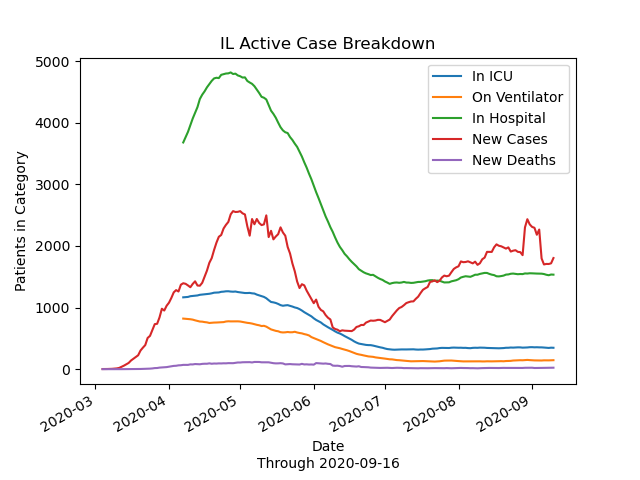 IL Active Case Breakdown
In ICU
On Ventilator
In Hospital
New Cases
New Deaths
Patients in Category
5000
4000
3000
2000
1000
0
2020-03
2020-04
2020-05
2020-06
2020-07
2020-08
2020-09
Date
Through 2020-09-16